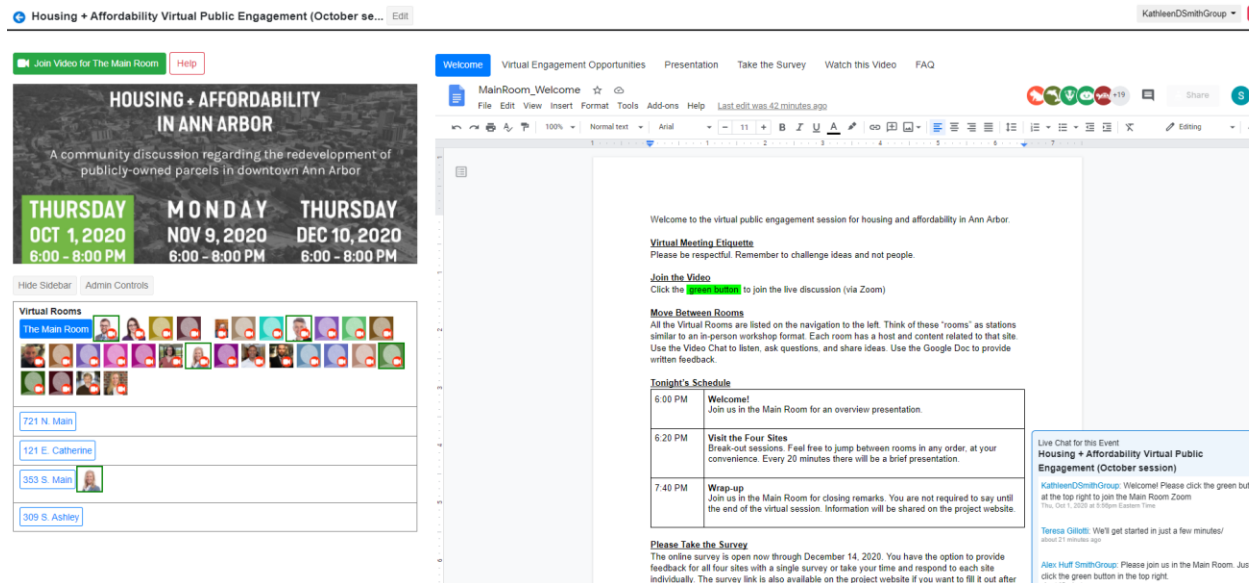 Housing + Affordability Virtual Public Engagement (October se...
Edit
KathleenDSmithGroup
Join Video for The Main Room
Help
HOUSING + AFFORDABILITY
IN ANN ARBOR
A community discussion regarding the redevelopment of
publicly-owned parcels in downtown Ann Arbor
THURSDAY
OCT 1, 2020
6:00 - 8:00 PM
MONDAY
NOV 9, 2020
6:00 - 8:00 PM
THURSDAY
DEC 10, 2020
6:00 - 8:00 PM
Hide Sidebar
Admin Controls
Virtual Rooms
The Main Room
721 N. Main
121 E. Catherine
353 S. Main
309 S. Ashley
Welcome
Virtual Engagement Opportunities
Presentation
Take the Survey
Watch this Video
FAQ
MainRoom_Welcome
File Edit View Insert Format Tools Add-ons Help Last edit was 42 minutes ago
+19
Share
S
100% Normal text Arial 11 B I U A Editing
1 1 2 3 4 5 6 7
Welcome to the virtual public engagement session for housing and affordability in Ann Arbor.
Virtual Meeting Etiquette
Please be respectful. Remember to challenge ideas and not people.
Join the Video
Click the green button to join the live discussion (via Zoom)
Move Between Rooms
All the Virtual Rooms are listed on the navigation to the left. Think of these "rooms" as stations
similar to an in-person workshop format. Each room has a host and content related to that site.
Use the Video Chat to listen, ask questions, and share ideas. Use the Google Doc to provide
written feedback.
Tonight's Schedule
6:00 PM
Welcome!
Join us in the Main Room for an overview presentation.
6:20 PM
Visit the Four Sites
Break-out sessions. Feel free to jump between rooms in any order, at your
convenience. Every 20 minutes there will be a brief presentation.
7:40 PM
Wrap-up
Join us in the Main Room for closing remarks. You are not required to say until
the end of the virtual session. Information will be shared on the project website.
Please Take the Survey
The online survey is open now through December 14, 2020. You have the option to provide
feedback for all four sites with a single survey or take your time and respond to each site
individually. The survey link is also available on the project website if you want to fill it out after
Live Chat for this Event
Housing + Affordability Virtual Public
Engagement (October session)
KathleenDSmithGroup: Welcome! Please click the green but
at the top right to join the Main Room Zoom
Thu, Oct 1, 2020 at 5:56pm Eastern Time
Teresa Gillotti: We'll get started in just a few minutes/
about 21 minutes ago
Alex Huff SmithGroup: Please join us in the Main Room. Jus
click the green button in the top right.